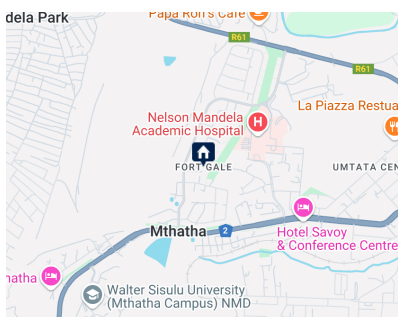 dela Park
Papa Ron's Cafe
R61
R61
La Piazza Restua
Nelson Mandela
Academic Hospital
H
FORT GALE
UMTATA CEN
Mthatha
2
Hotel Savoy
& Conference Centre
hatha
Walter Sisulu University
(Mthatha Campus) NMD